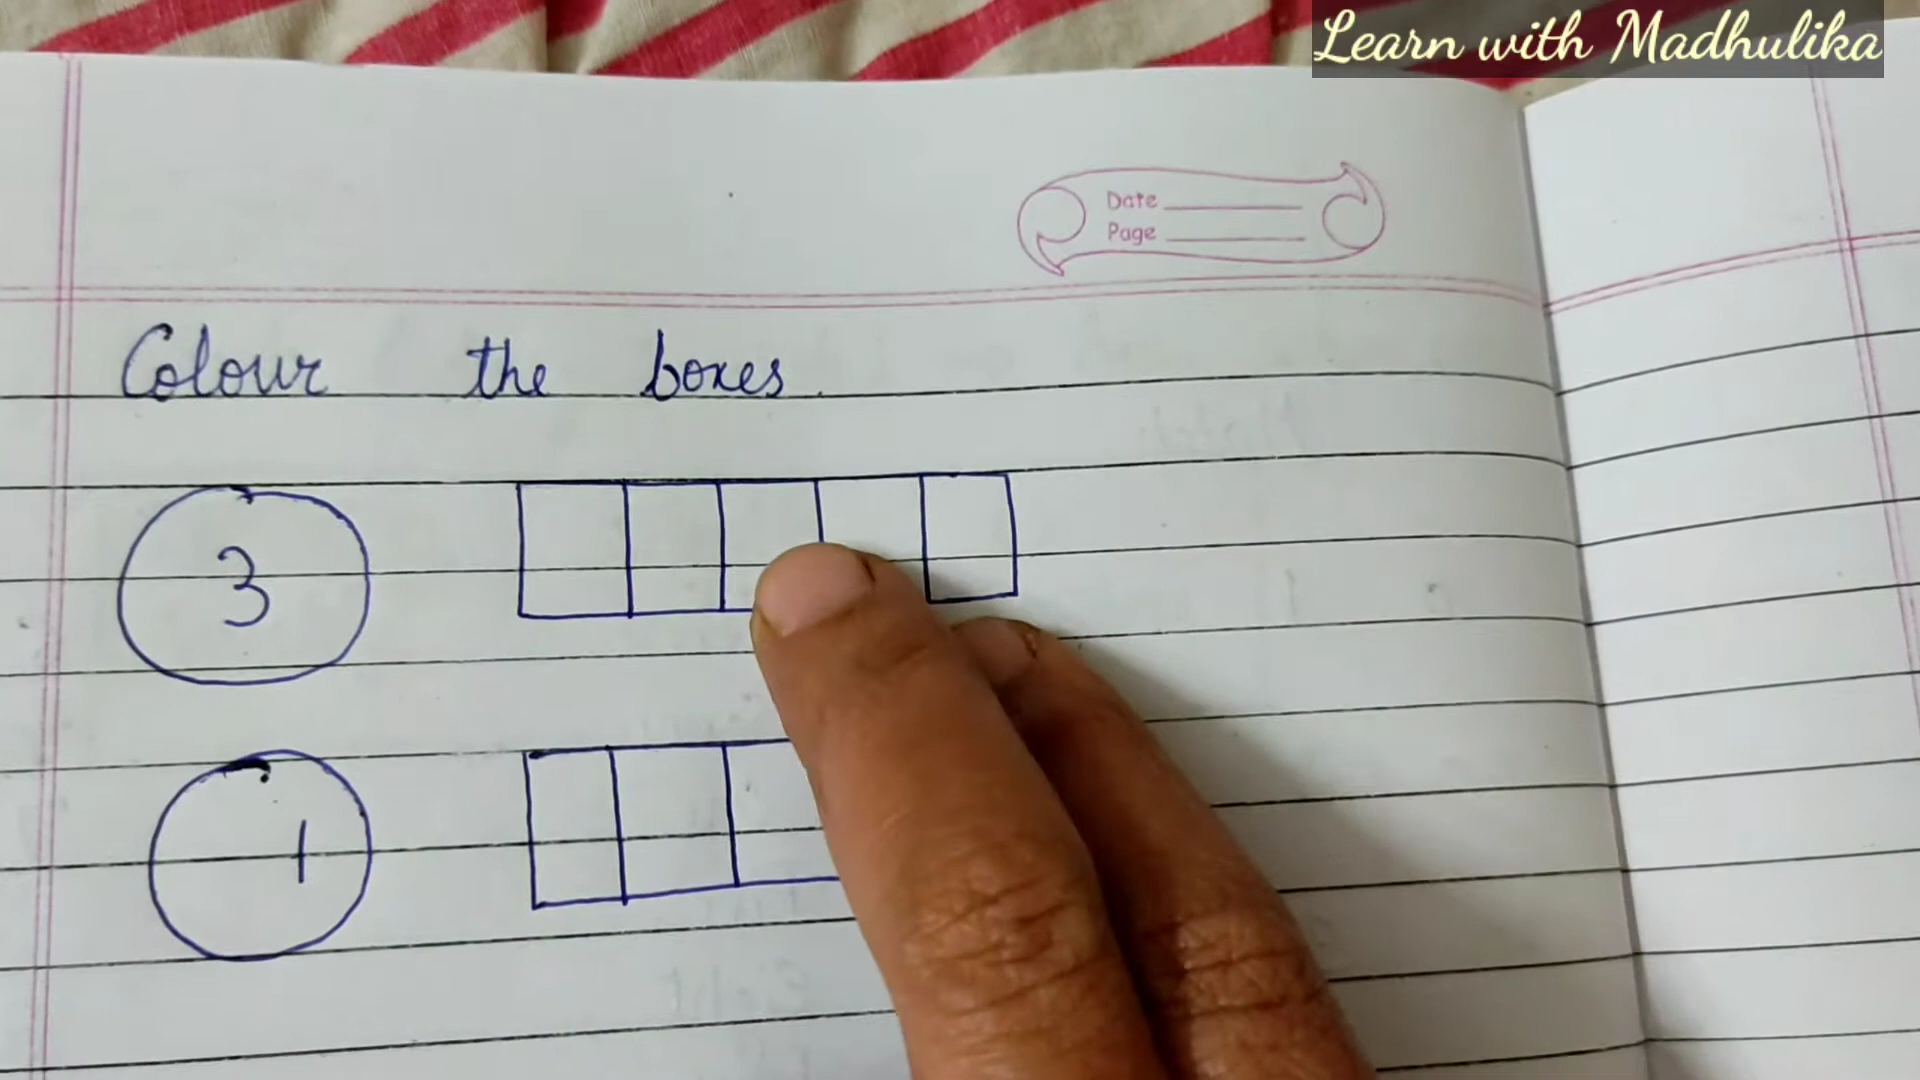 Learn with Madhulika
Date
Page
Colour the boxes.
3
1